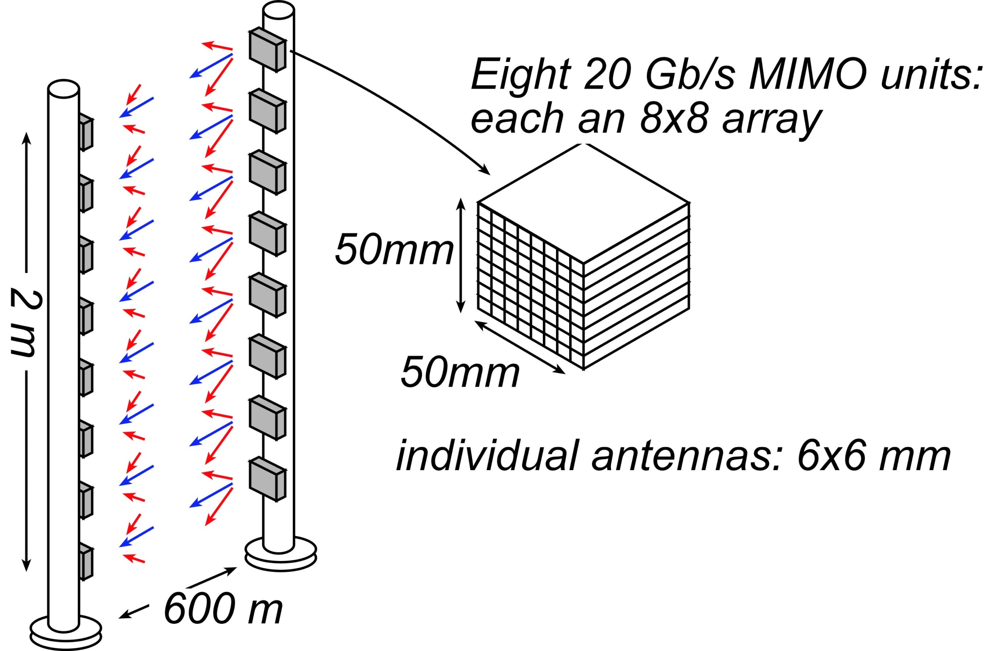 Eight 20 Gb/s MIMO units:
each an 8x8 array
50mm
50mm
individual antennas: 6x6 mm
2 m
600 m